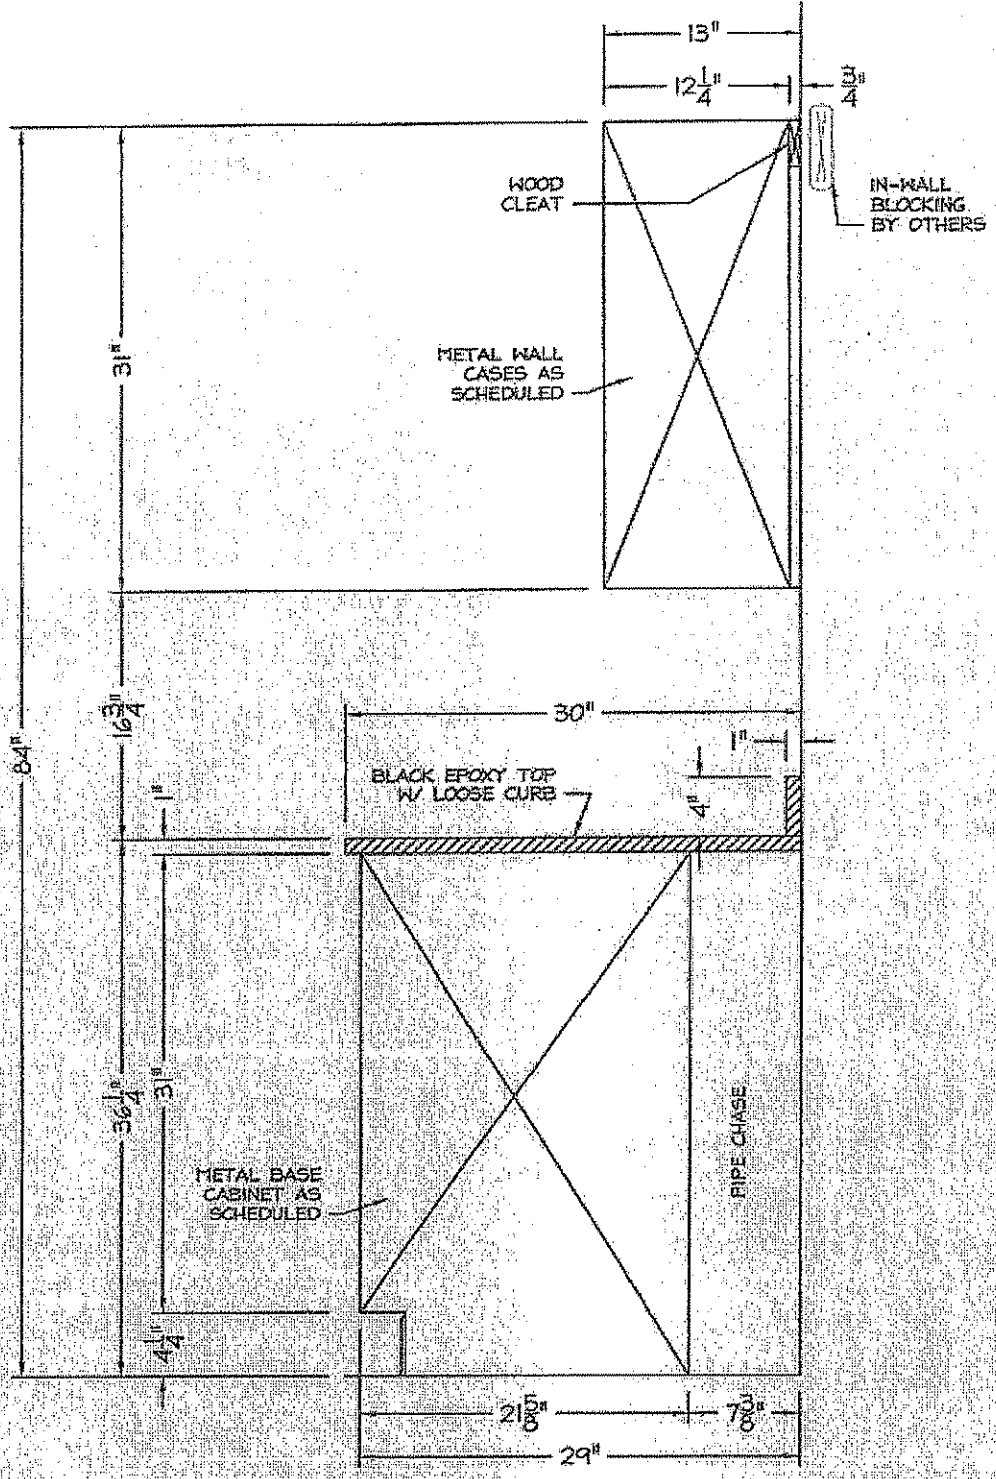 13"
12 1/4"
3/4"
WOOD
CLEAT
IN-WALL
BLOCKING
BY OTHERS
31"
METAL WALL
CASES AS
SCHEDULED
16 3/4"
84"
30"
1"
BLACK EPOXY TOP
W/ LOOSE CURB
4"
1"
36 1/4"
31"
PIPE CHASE
METAL BASE
CABINET AS
SCHEDULED
4 1/4"
21 5/8"
7 3/8"
29"